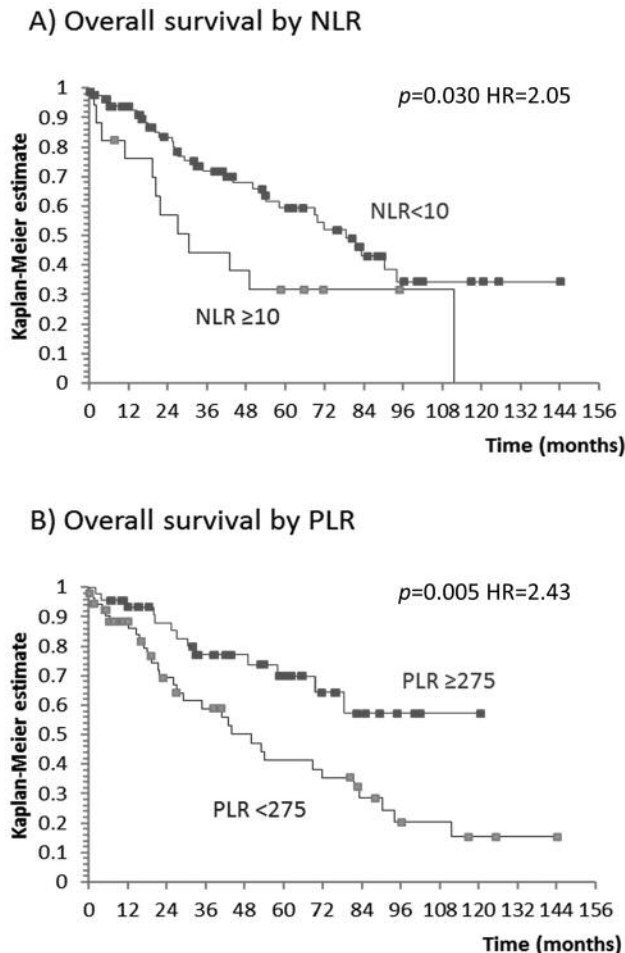 A) Overall survival by NLR
p=0.030 HR=2.05
Kaplan-Meier estimate
1
0.9
0.8
0.7
0.6
0.5
0.4
0.3
0.2
0.1
0
NLR<10
NLR ≥10
0 12 24 36 48 60 72 84 96 108 120 132 144 156
Time (months)
B) Overall survival by PLR
p=0.005 HR=2.43
Kaplan-Meier estimate
1
0.9
0.8
0.7
0.6
0.5
0.4
0.3
0.2
0.1
0
PLR ≥275
PLR <275
0 12 24 36 48 60 72 84 96 108 120 132 144 156
Time (months)